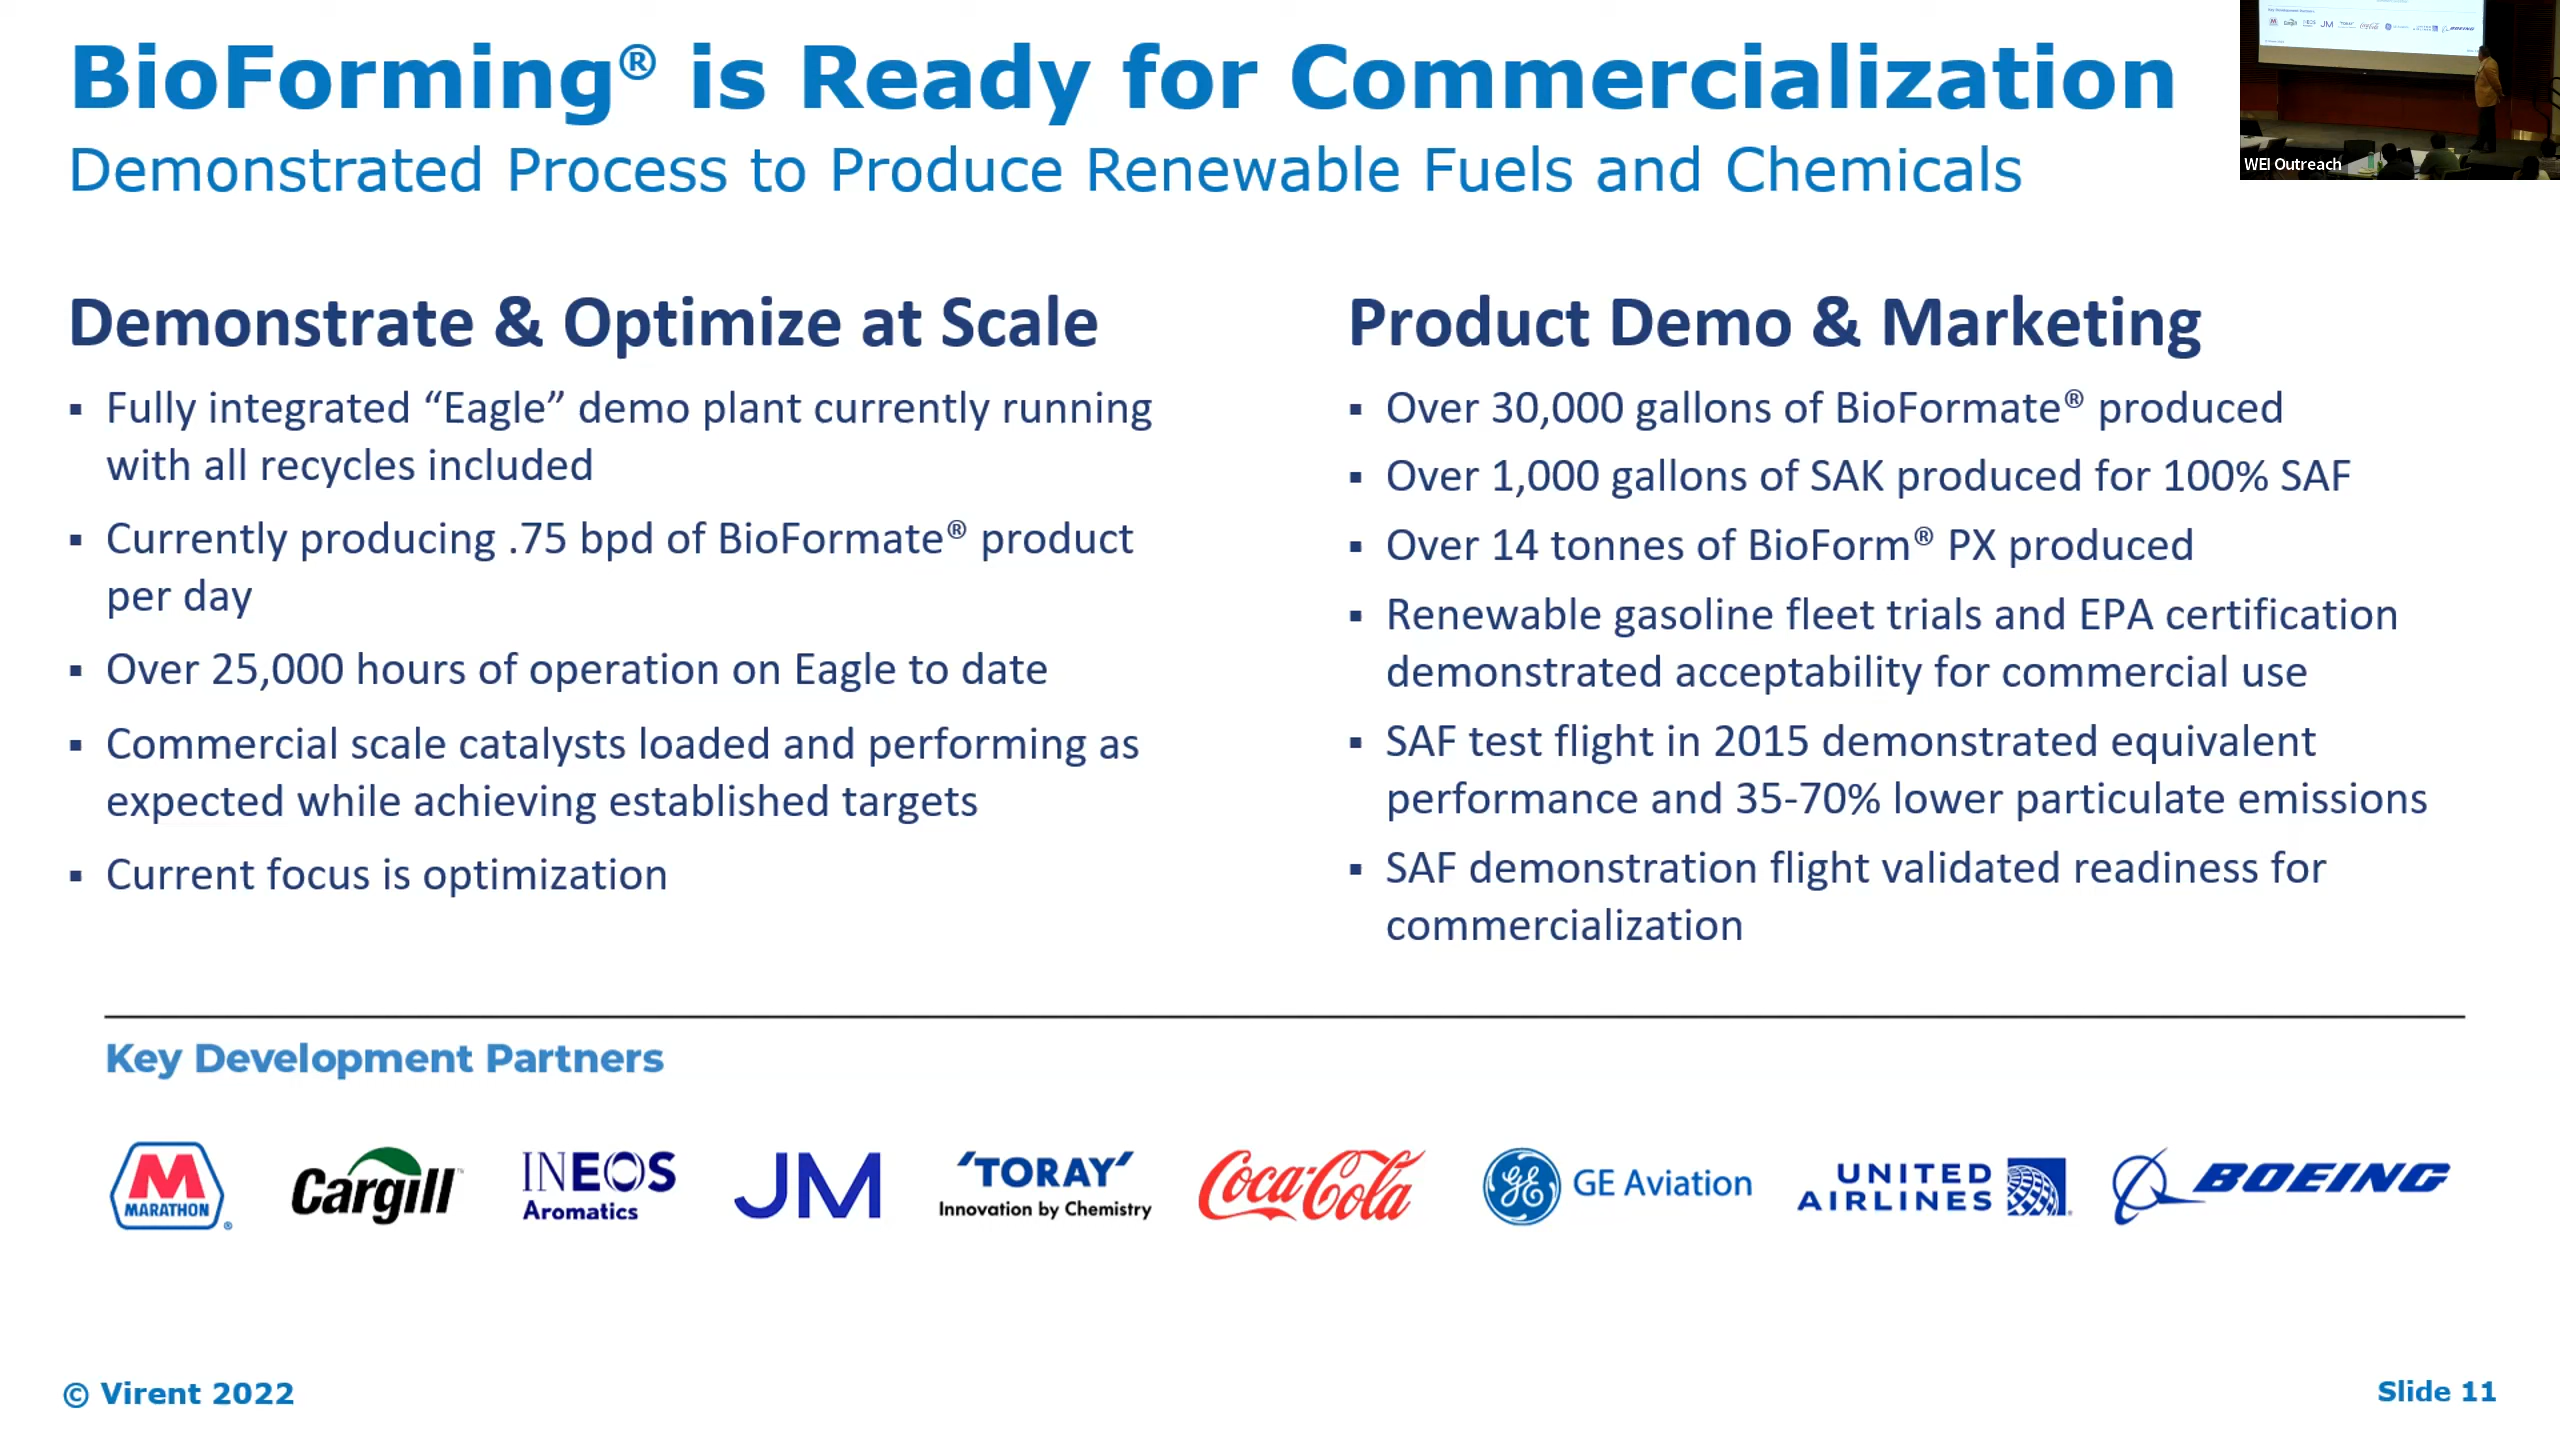 BioForming® is Ready for Commercialization
Demonstrated Process to Produce Renewable Fuels and Chemicals
WEI Outreach
Demonstrate & Optimize at Scale
▪ Fully integrated “Eagle” demo plant currently running
with all recycles included
▪ Currently producing .75 bpd of BioFormate® product
per day
▪ Over 25,000 hours of operation on Eagle to date
▪ Commercial scale catalysts loaded and performing as
expected while achieving established targets
▪ Current focus is optimization
Product Demo & Marketing
▪ Over 30,000 gallons of BioFormate® produced
▪ Over 1,000 gallons of SAK produced for 100% SAF
▪ Over 14 tonnes of BioForm® PX produced
▪ Renewable gasoline fleet trials and EPA certification
demonstrated acceptability for commercial use
▪ SAF test flight in 2015 demonstrated equivalent
performance and 35-70% lower particulate emissions
▪ SAF demonstration flight validated readiness for
commercialization
Key Development Partners
M
MARATHON®
Cargill™
INEOS
Aromatics
JM
'TORAY'
Innovation by Chemistry
Coca-Cola
GE GE Aviation
UNITED
AIRLINES
BOEING
© Virent 2022
Slide 11